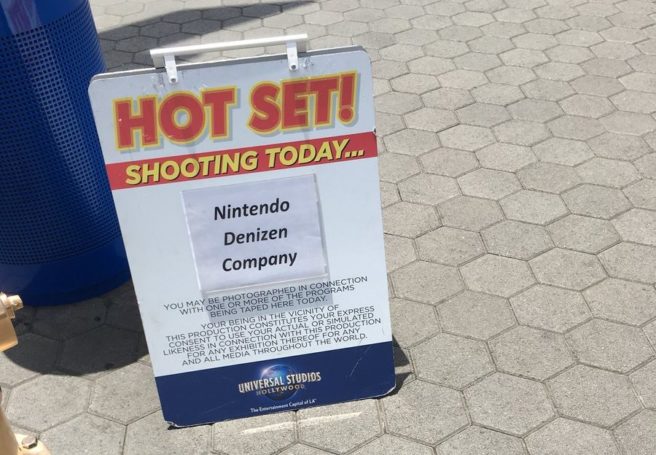 HOT SET!
SHOOTING TODAY...
Nintendo
Denizen
Company
YOU MAY BE PHOTOGRAPHED IN CONNECTION
WITH ONE OR MORE OF THE PROGRAMS
BEING TAPED HERE TODAY.
YOUR BEING IN THE VICINITY OF
THIS PRODUCTION CONSTITUTES YOUR EXPRESS
CONSENT TO USE YOUR ACTUAL OR SIMULATED
LIKENESS IN CONNECTION WITH THIS PRODUCTION
FOR ANY EXHIBITION THEREOF FOR ANY
AND ALL MEDIA THROUGHOUT THE WORLD.
UNIVERSAL STUDIOS
HOLLYWOOD
The Entertainment Capital of LA™